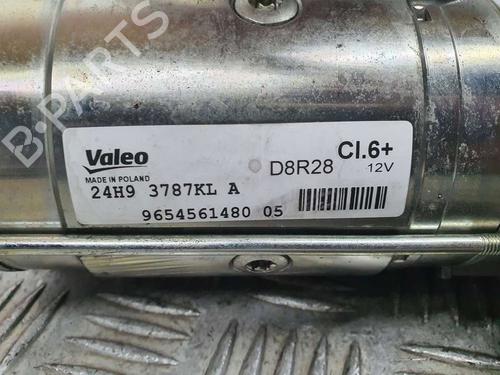 B-PARTS
Valeo
MADE IN POLAND
D8R28
Cl.6+
12V
24H9 3787KL A
9654561480 05